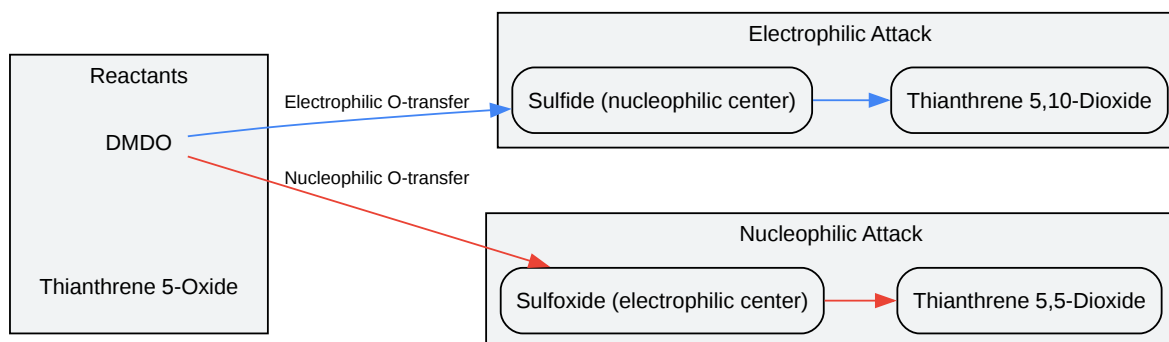 Reactants
DMDO
Thianthrene 5-Oxide
Electrophilic O-transfer
Nucleophilic O-transfer
Electrophilic Attack
Sulfide (nucleophilic center)
Thianthrene 5,10-Dioxide
Nucleophilic Attack
Sulfoxide (electrophilic center)
Thianthrene 5,5-Dioxide